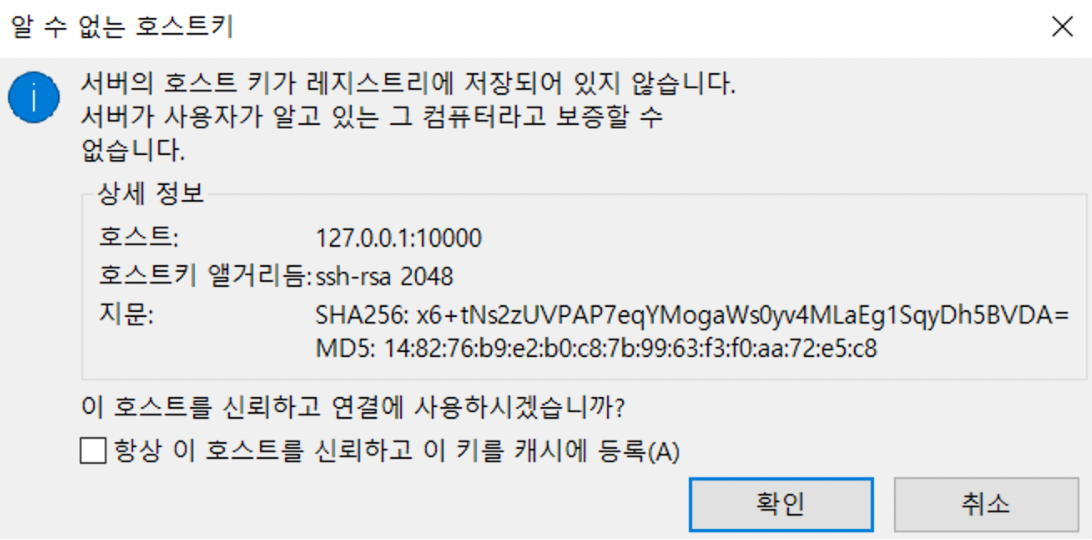 알 수 없는 호스트키
서버의 호스트 키가 레지스트리에 저장되어 있지 않습니다.
서버가 사용자가 알고 있는 그 컴퓨터라고 보증할 수
없습니다.
상세 정보
호스트: 127.0.0.1:10000
호스트키 앨거리듬: ssh-rsa 2048
지문: SHA256: x6+tNs2zUVPAP7eqYMogaWs0yv4MLaEg1SqyDh5BVDA=
MD5: 14:82:76:b9:e2:b0:c8:7b:99:63:f3:f0:aa:72:e5:c8
이 호스트를 신뢰하고 연결에 사용하시겠습니까?
항상 이 호스트를 신뢰하고 이 키를 캐시에 등록(A)
확인 취소